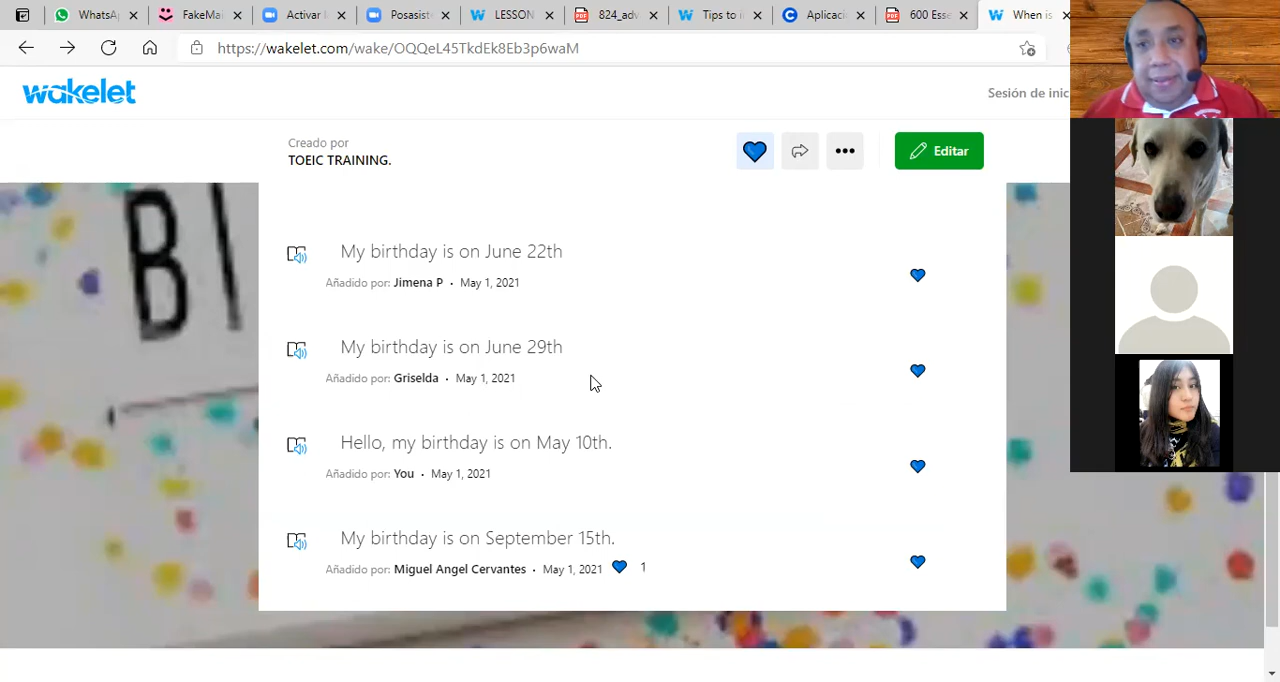 WhatsA
FakeMai
Activar
Posasist
LESSON
824_adv
Tips to i
Aplicaci
600 Esse
When is
https://wakelet.com/wake/OQQeL45TkdEk8Eb3p6waM
wakelet
Sesión de inic
Creado por
TOEIC TRAINING.
Editar
BI
My birthday is on June 22th
Añadido por: Jimena P · May 1, 2021
My birthday is on June 29th
Añadido por: Griselda · May 1, 2021
Hello, my birthday is on May 10th.
Añadido por: You · May 1, 2021
My birthday is on September 15th.
Añadido por: Miguel Angel Cervantes · May 1, 2021 1